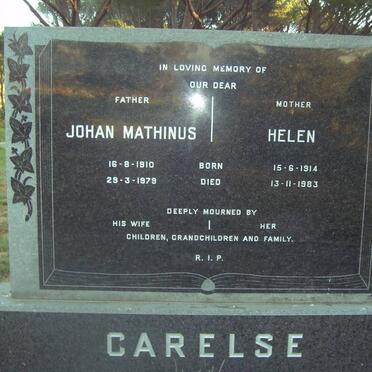 IN LOVING MEMORY OF
OUR DEAR
FATHER MOTHER
JOHAN MATHINUS HELEN
16-8-1910 BORN 15-6-1914
29-3-1979 DIED 13-11-1983
DEEPLY MOURNED BY
HIS WIFE HER
CHILDREN, GRANDCHILDREN AND FAMILY.
R.I.P.
CARELSE